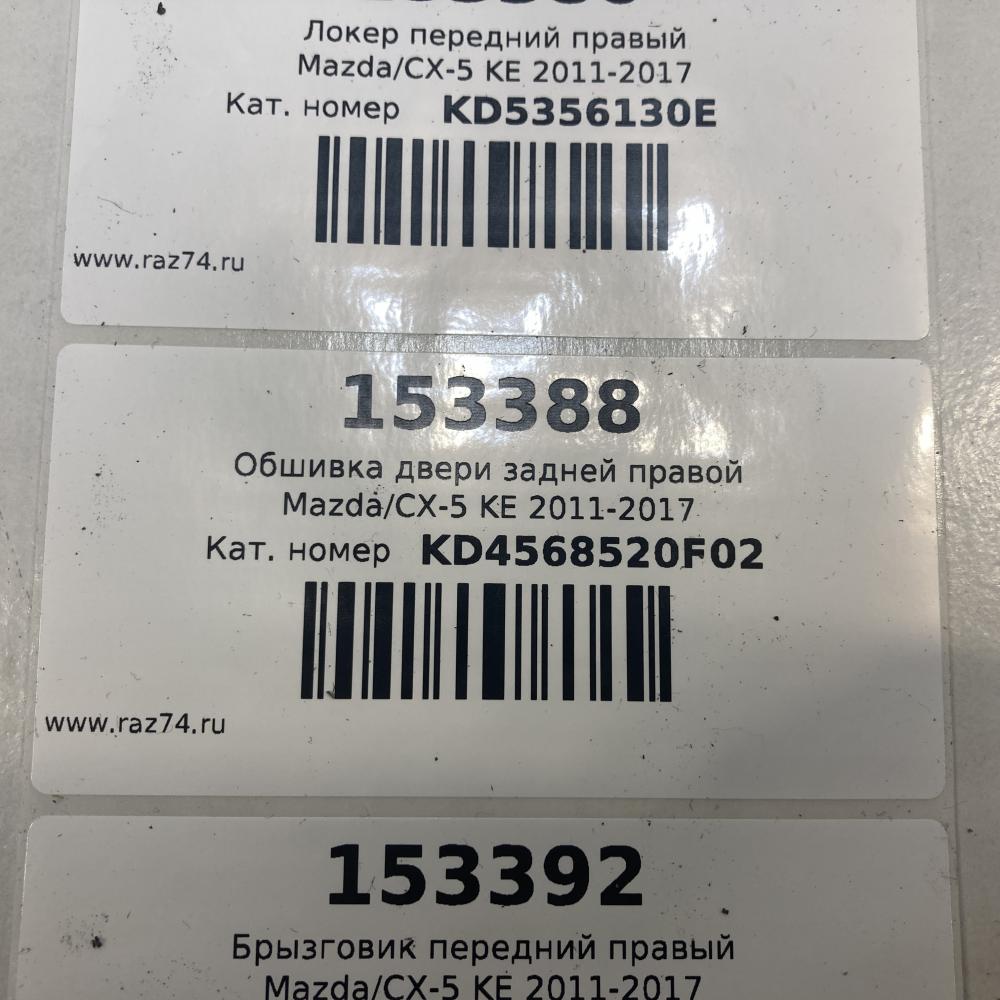 Локер передний правый
Mazda/CX-5 KE 2011-2017
Кат. номер KD5356130E
www.raz74.ru
153388
Обшивка двери задней правой
Mazda/CX-5 KE 2011-2017
Кат. номер KD4568520F02
www.raz74.ru
153392
Брызговик передний правый
Mazda/CX-5 KE 2011-2017